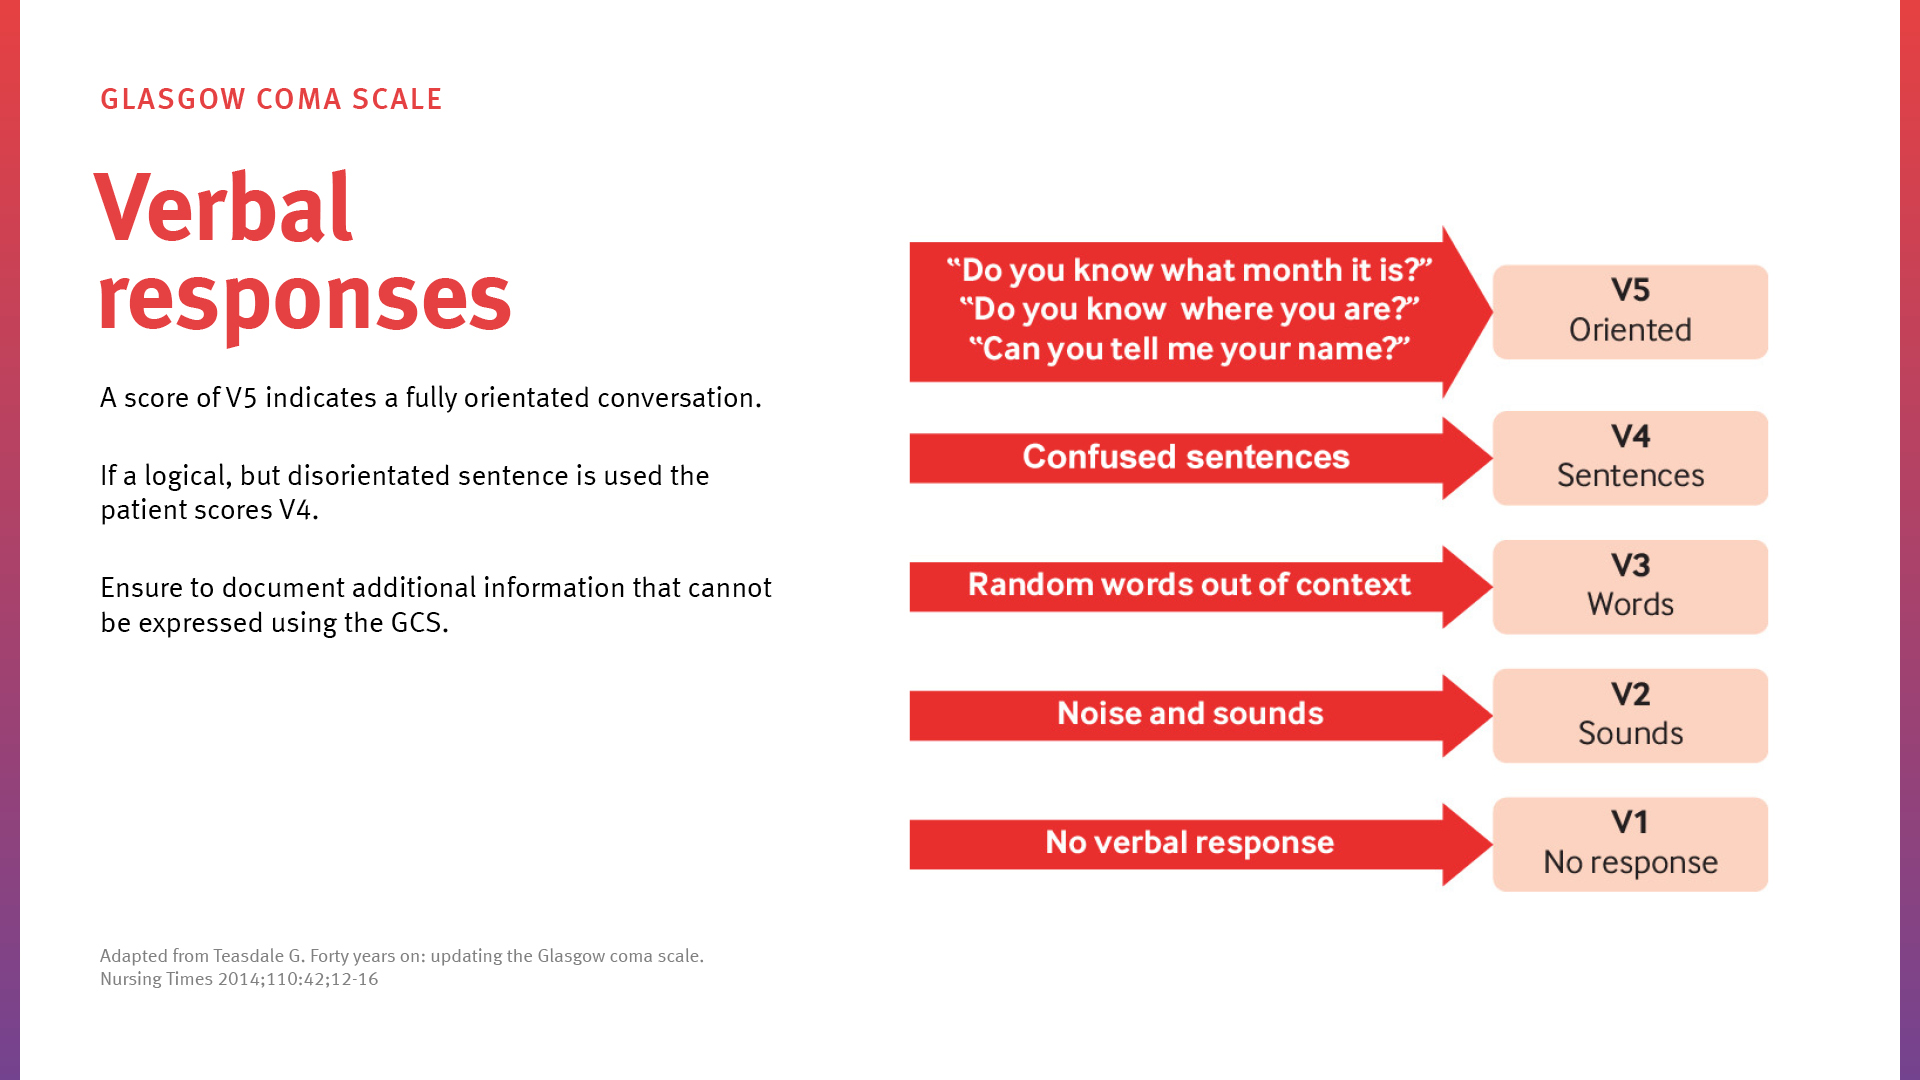 GLASGOW COMA SCALE
Verbal
responses
A score of V5 indicates a fully orientated conversation.
If a logical, but disorientated sentence is used the
patient scores V4.
Ensure to document additional information that cannot
be expressed using the GCS.
Adapted from Teasdale G. Forty years on: updating the Glasgow coma scale.
Nursing Times 2014;110:42;12-16
“Do you know what month it is?”
“Do you know where you are?”
“Can you tell me your name?”
V5
Oriented
Confused sentences
V4
Sentences
Random words out of context
V3
Words
Noise and sounds
V2
Sounds
No verbal response
V1
No response